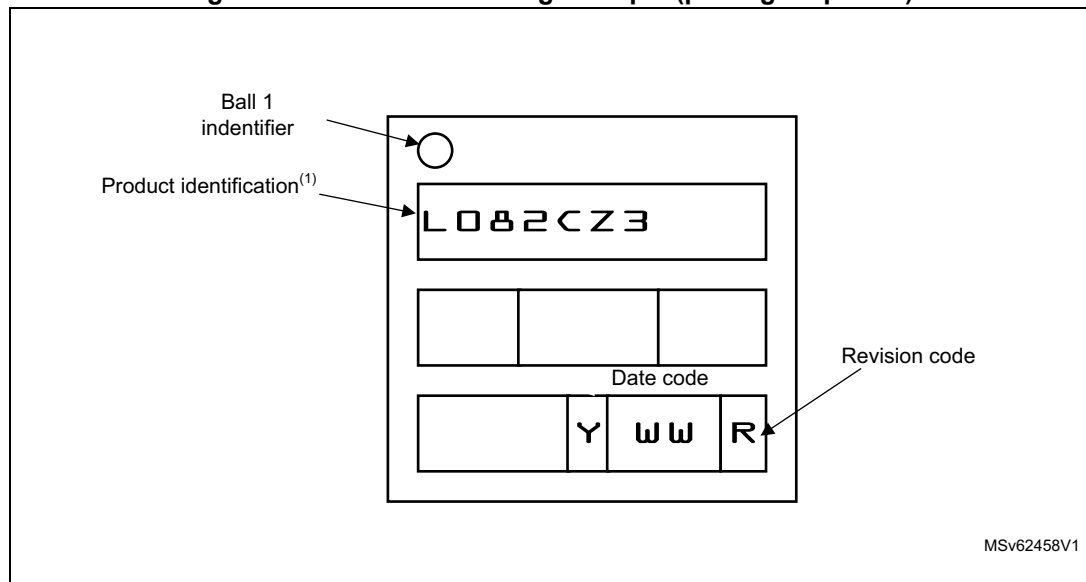 Ball 1
indentifier
Product identification(1)
L082CZ3
Revision code
Date code
Y WW R
MSv62458V1